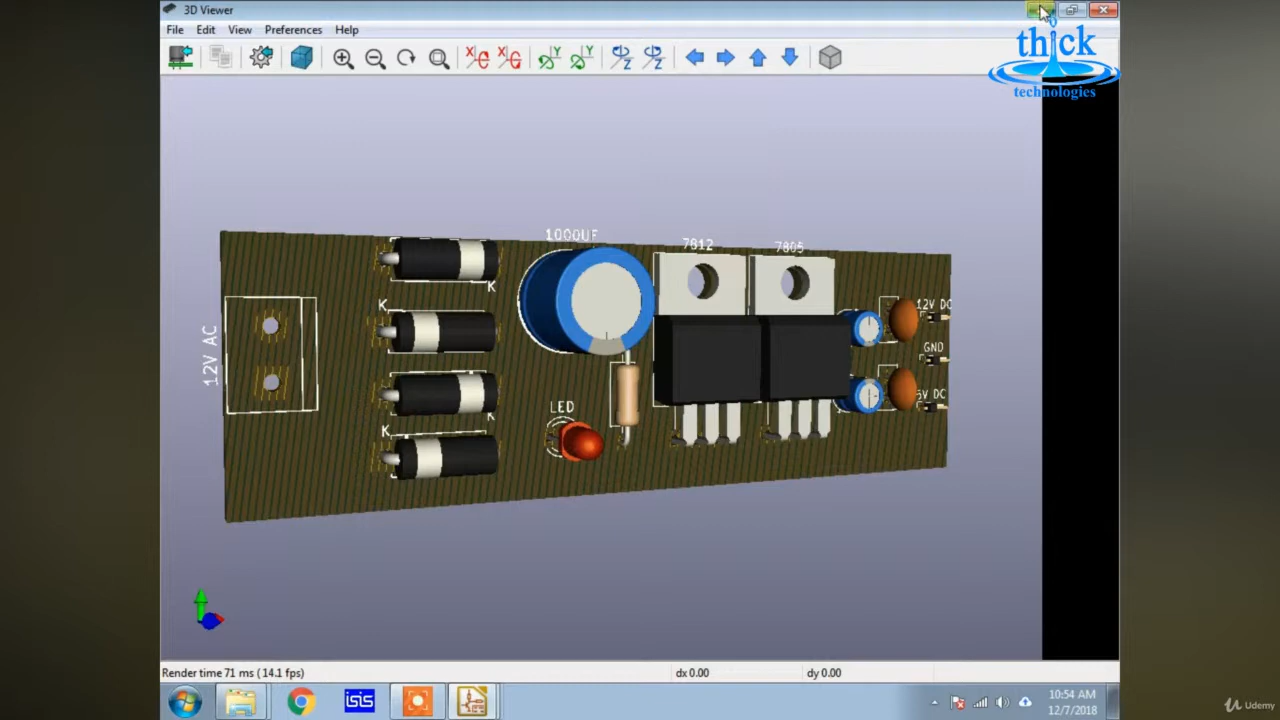 3D Viewer
File Edit View Preferences Help
thick
technologies
1000UF
7812
7805
K
K
K
K
12V AC
LED
12V DC
GND
5V DC
Render time 71 ms ( 14.1 fps)
dx 0.00
dy 0.00
isis
10:54 AM
12/7/2018
Udemy